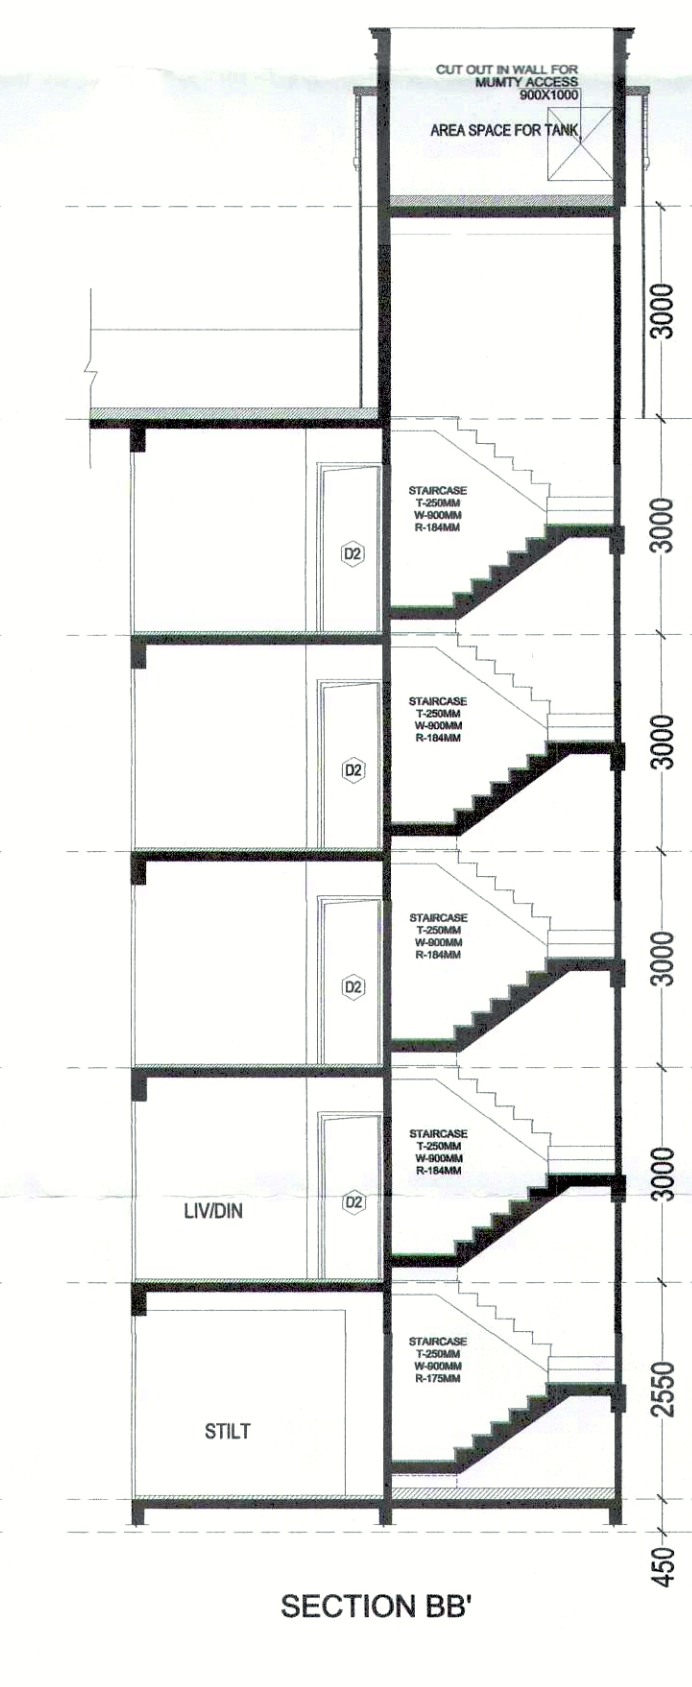 CUT OUT IN WALL FOR
MUMTY ACCESS
900X1000
AREA SPACE FOR TANK
3000
STAIRCASE
T-250MM
W-900MM
R-184MM
3000
D2
STAIRCASE
T-250MM
W-900MM
R-184MM
3000
D2
STAIRCASE
T-250MM
W-900MM
R-184MM
3000
D2
STAIRCASE
T-250MM
W-900MM
R-184MM
3000
LIV/DIN
D2
STAIRCASE
T-250MM
W-900MM
R-175MM
2550
STILT
450
SECTION BB'